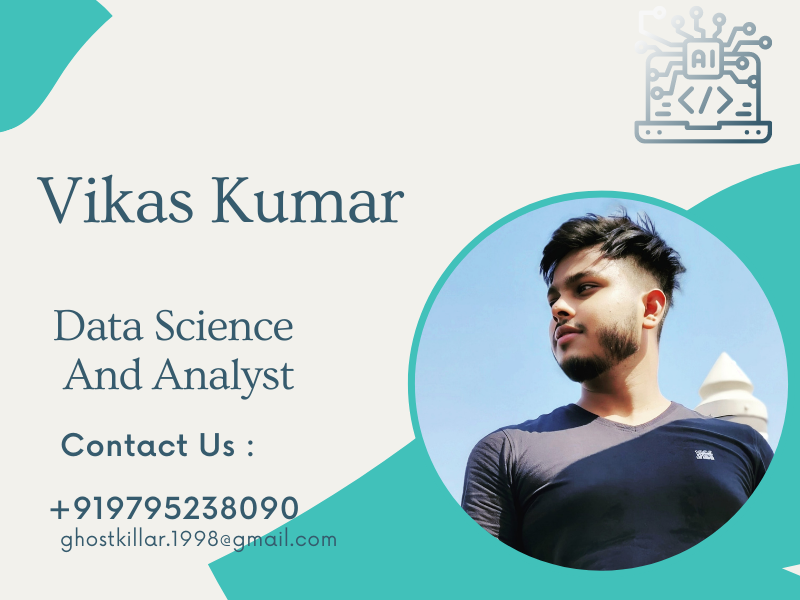 AI
</>
Vikas Kumar
Data Science
And Analyst
Contact Us :
+919795238090
ghostkillar.1998@gmail.com